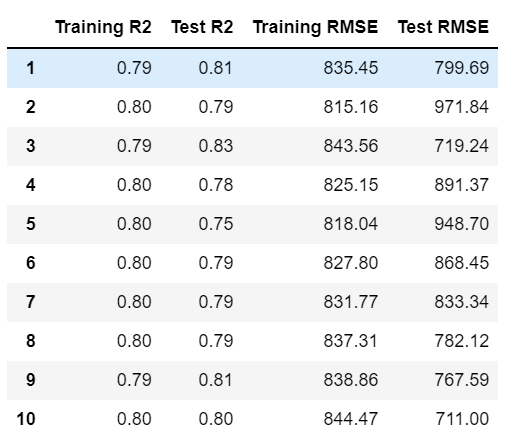 Training R2 Test R2 Training RMSE Test RMSE
1 0.79 0.81 835.45 799.69
2 0.80 0.79 815.16 971.84
3 0.79 0.83 843.56 719.24
4 0.80 0.78 825.15 891.37
5 0.80 0.75 818.04 948.70
6 0.80 0.79 827.80 868.45
7 0.80 0.79 831.77 833.34
8 0.80 0.79 837.31 782.12
9 0.79 0.81 838.86 767.59
10 0.80 0.80 844.47 711.00